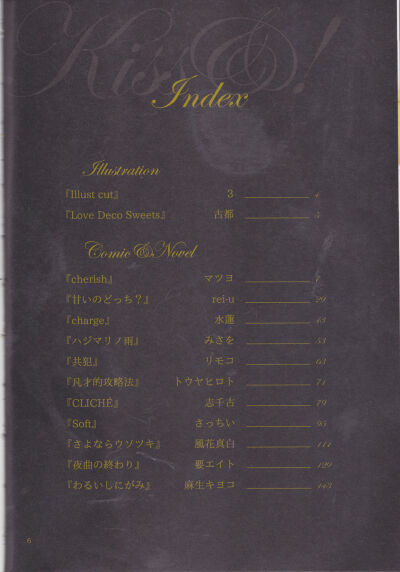 Kiss&!
Index
Illustration
『Illust cut』 3 4
『Love Deco Sweets』 古都 5
Comic & Novel
『cherish』 マツヨ 7
『甘いのどっち？』 rei-u 29
『charge』 水蓮 43
『ハジマリノ雨』 みさを 53
『共犯』 リモコ 63
『凡才的攻略法』 トウヤヒロト 71
『CLICHÉ』 志千古 79
『Soft』 さっちぃ 95
『さよならウソツキ』 風花真白 111
『夜曲の終わり』 要エイト 129
『わるいしにがみ』 麻生キヨコ 143
6